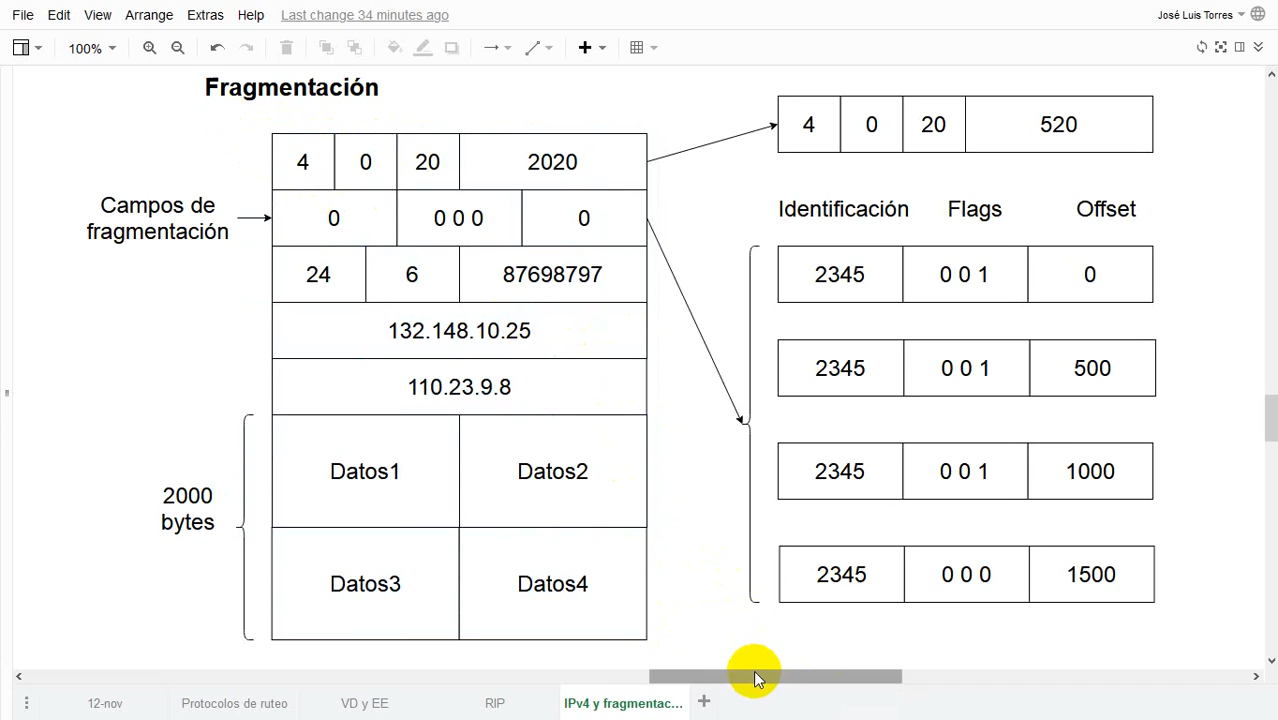 File Edit View Arrange Extras Help Last change 34 minutes ago
José Luis Torres
100%
Fragmentación
4 0 20 2020
4 0 20 520
Campos de
fragmentación
0 0 0 0 0
Identificación Flags Offset
24 6 87698797
2345 0 0 1 0
132.148.10.25
2345 0 0 1 500
110.23.9.8
Datos1 Datos2
2345 0 0 1 1000
2000
bytes
Datos3 Datos4
2345 0 0 0 1500
12-nov Protocolos de ruteo VD y EE RIP IPv4 y fragmentac...